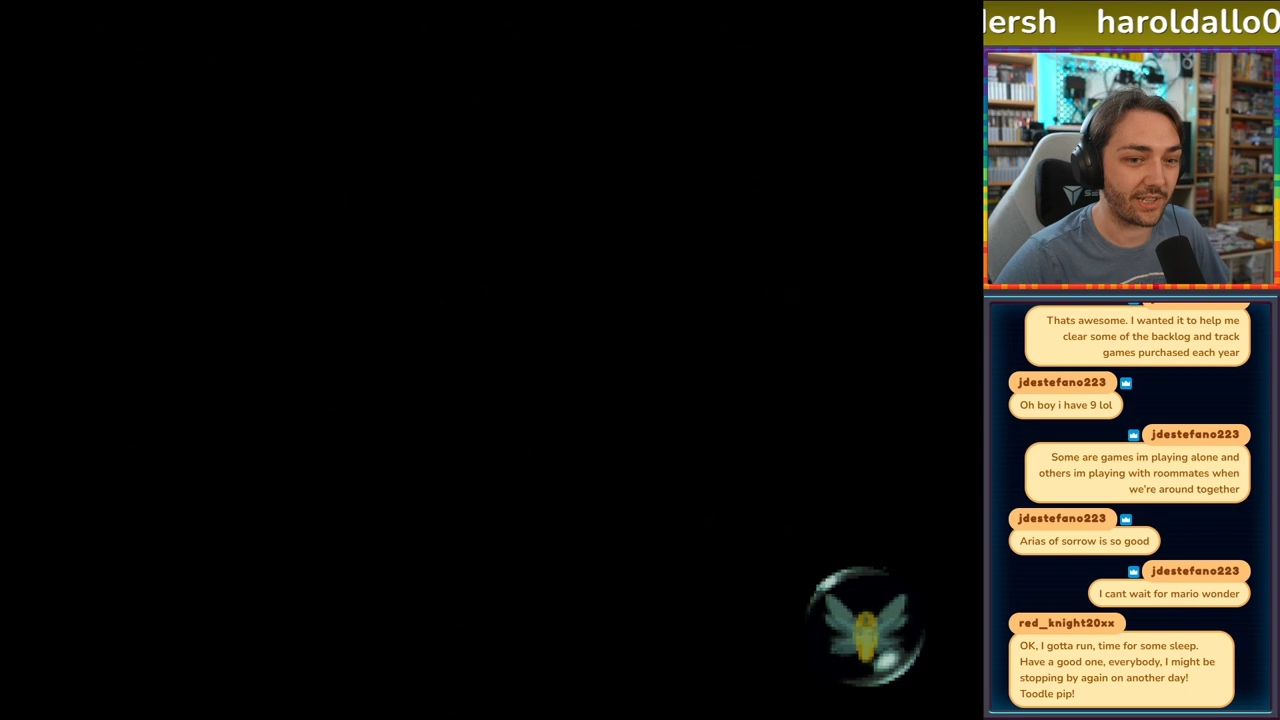 dersh haroldallo0
Thats awesome. I wanted it to help me
clear some of the backlog and track
games purchased each year
jdestefano223
Oh boy i have 9 lol
jdestefano223
Some are games im playing alone and
others im playing with roommates when
we're around together
jdestefano223
Arias of sorrow is so good
jdestefano223
I cant wait for mario wonder
red_knight20xx
OK, I gotta run, time for some sleep.
Have a good one, everybody, I might be
stopping by again on another day!
Toodle pip!